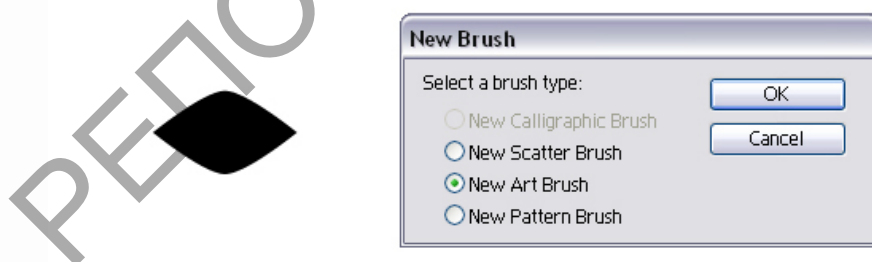 РЕПО
New Brush
Select a brush type:
New Calligraphic Brush
New Scatter Brush
New Art Brush
New Pattern Brush
OK
Cancel